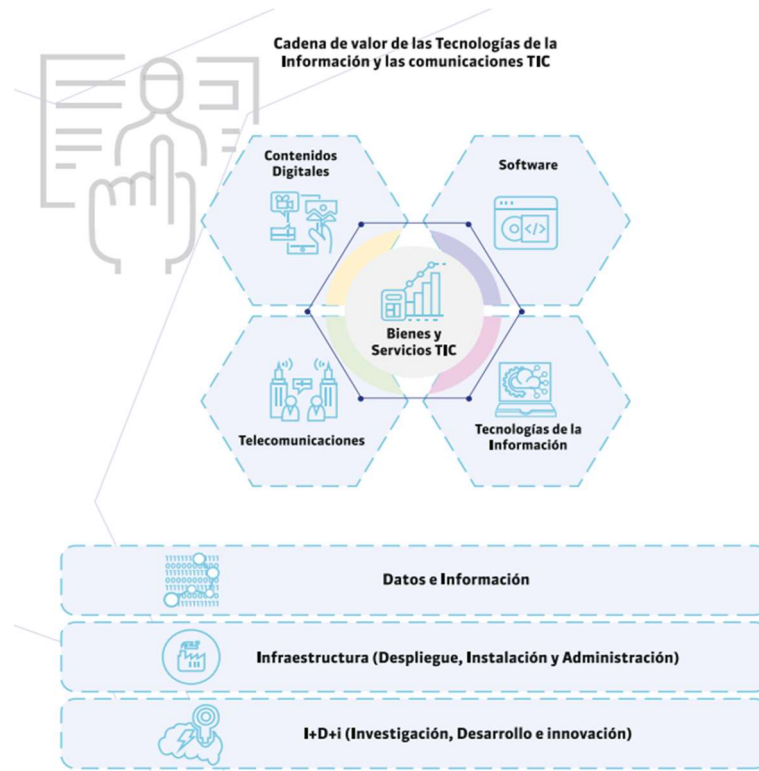 Cadena de valor de las Tecnologías de la
Información y las comunicaciones TIC
Contenidos
Digitales
Software
Bienes y
Servicios TIC
Telecomunicaciones
Tecnologías de la
Información
Datos e Información
Infraestructura (Despliegue, Instalación y Administración)
I+D+i (Investigación, Desarrollo e innovación)